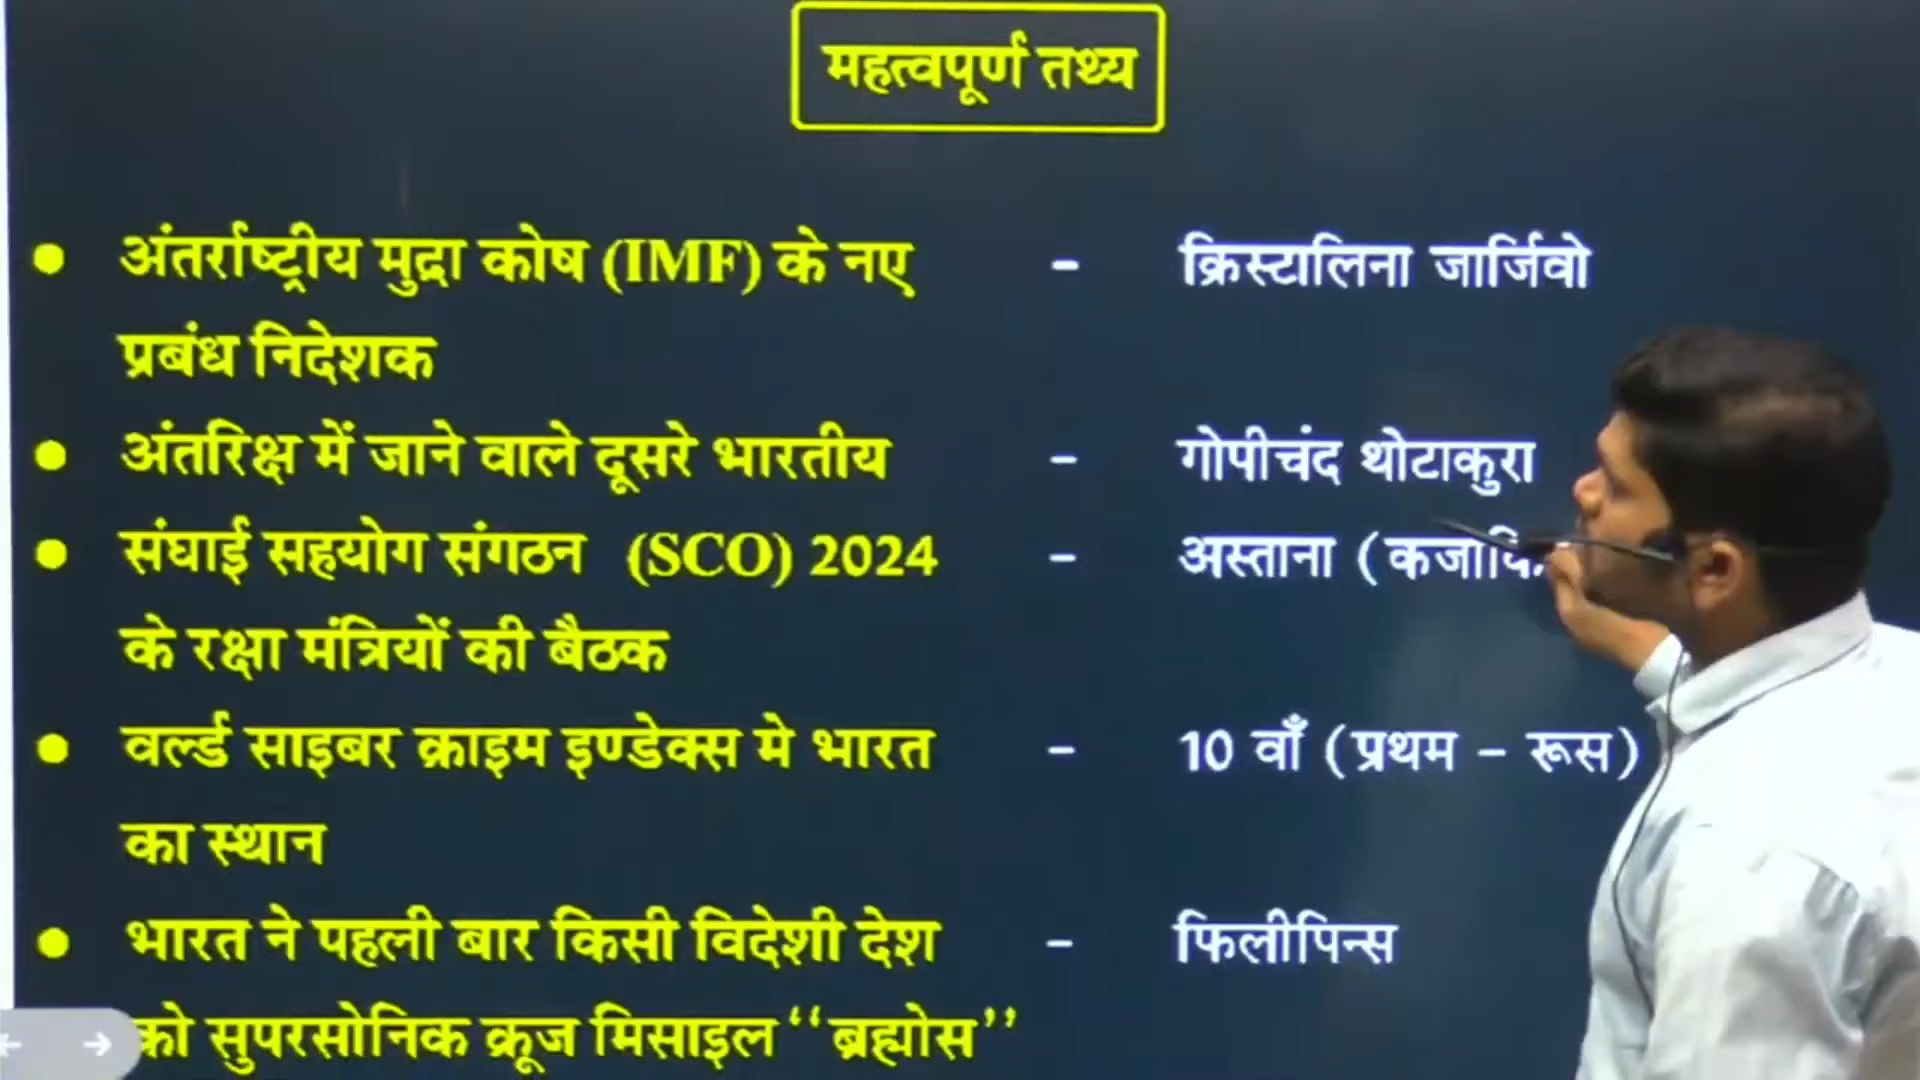 महत्वपूर्ण तथ्य
• अंतर्राष्ट्रीय मुद्रा कोष (IMF) के नए - क्रिस्टालिना जार्जिवो
प्रबंध निदेशक
• अंतरिक्ष में जाने वाले दूसरे भारतीय - गोपीचंद थोटाकुरा
• संघाई सहयोग संगठन (SCO) 2024 - अस्ताना (
के रक्षा मंत्रियों की बैठक
• वर्ल्ड साइबर क्राइम इण्डेक्स मे भारत - 10 वाँ (प्रथम – रूस)
का स्थान
• भारत ने पहली बार किसी विदेशी देश - फिलीपिन्स
को सुपरसोनिक क्रूज मिसाइल “ब्रह्मोस”